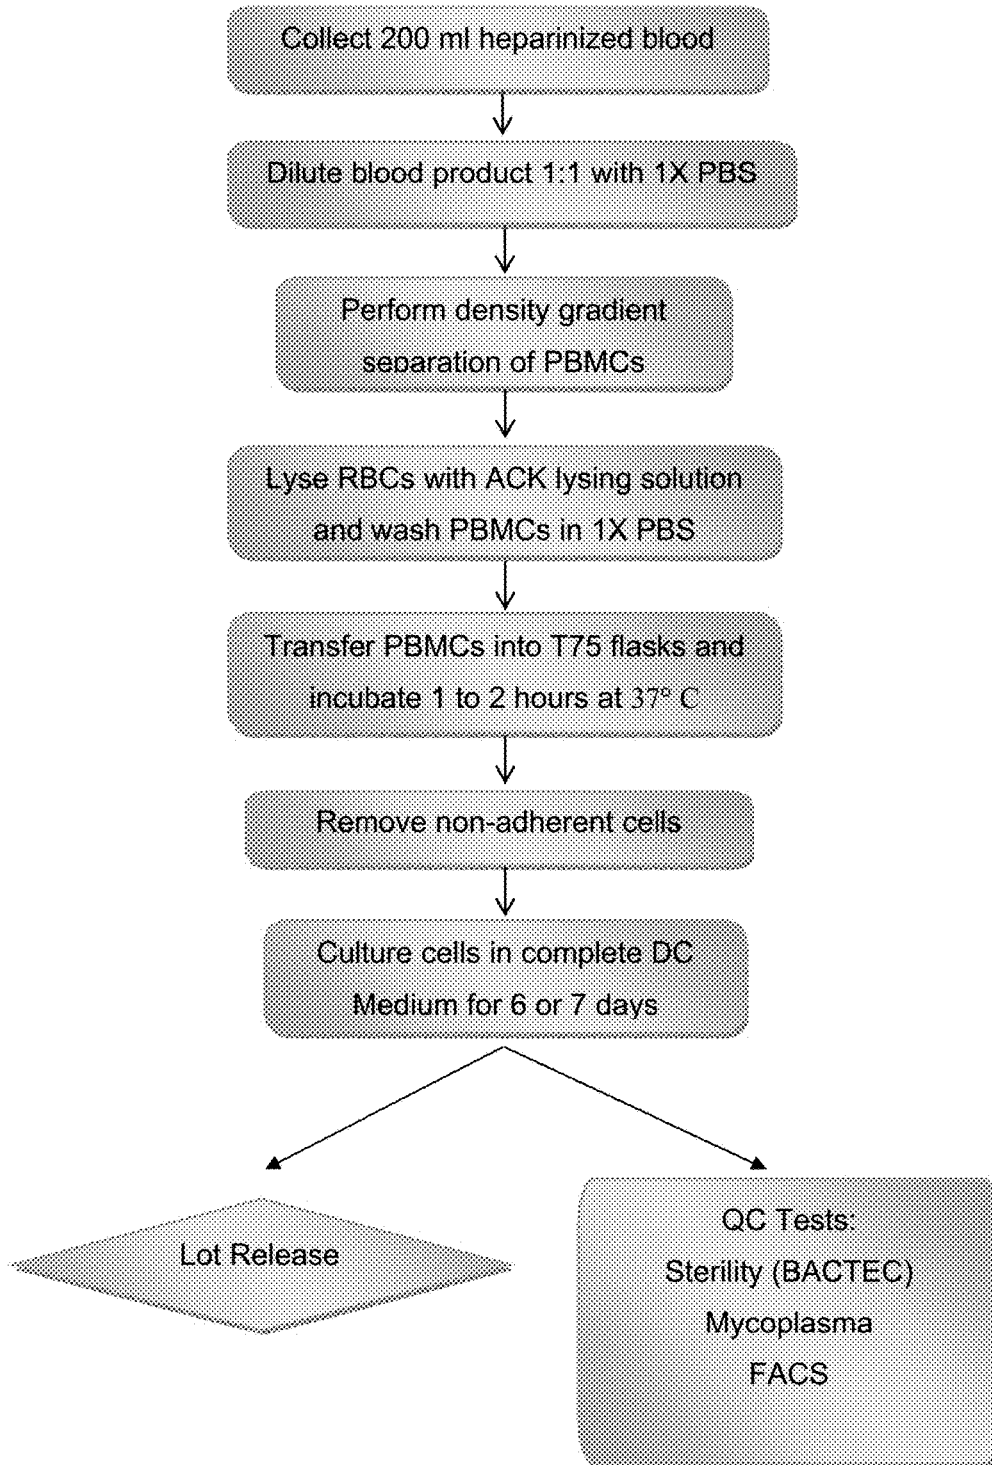 Collect 200 ml heparinized blood
Dilute blood product 1:1 with 1X PBS
Perform density gradient
separation of PBMCs
Lyse RBCs with ACK lysing solution
and wash PBMCs in 1X PBS
Transfer PBMCs into T75 flasks and
incubate 1 to 2 hours at 37° C
Remove non-adherent cells
Culture cells in complete DC
Medium for 6 or 7 days
Lot Release
QC Tests:
Sterility (BACTEC)
Mycoplasma
FACS